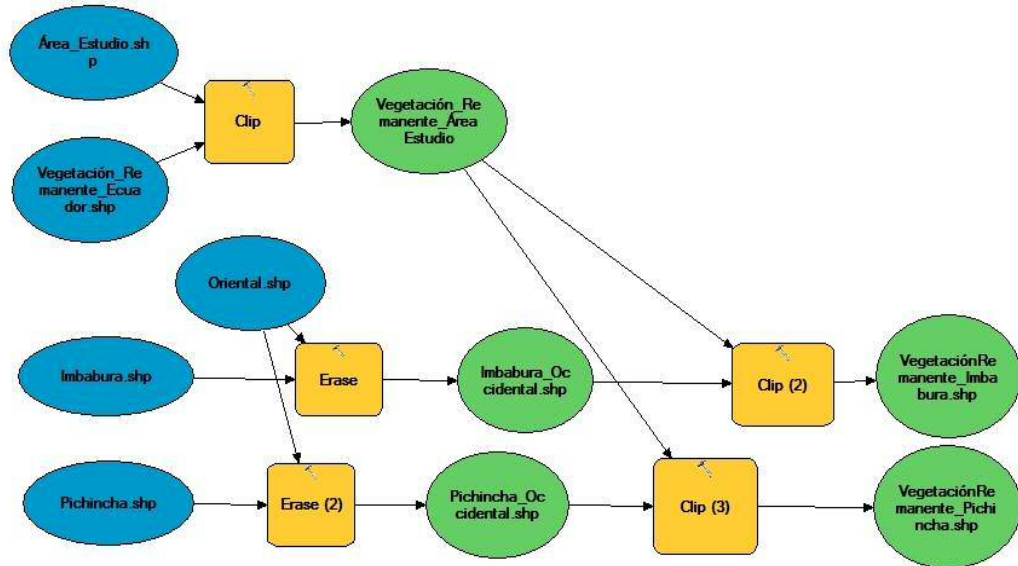 Área_Estudio.sh
p
Clip
Vegetación_Re
manente_Área
Estudio
Vegetación_Re
manente_Ecua
dor.shp
Oriental.shp
Imbabura.shp
Erase
Imbabura_Oc
cidental.shp
Clip (2)
VegetaciónRe
manente_Imba
bura.shp
Pichincha.shp
Erase (2)
Pichincha_Oc
cidental.shp
Clip (3)
VegetaciónRe
manente_Pichi
ncha.shp